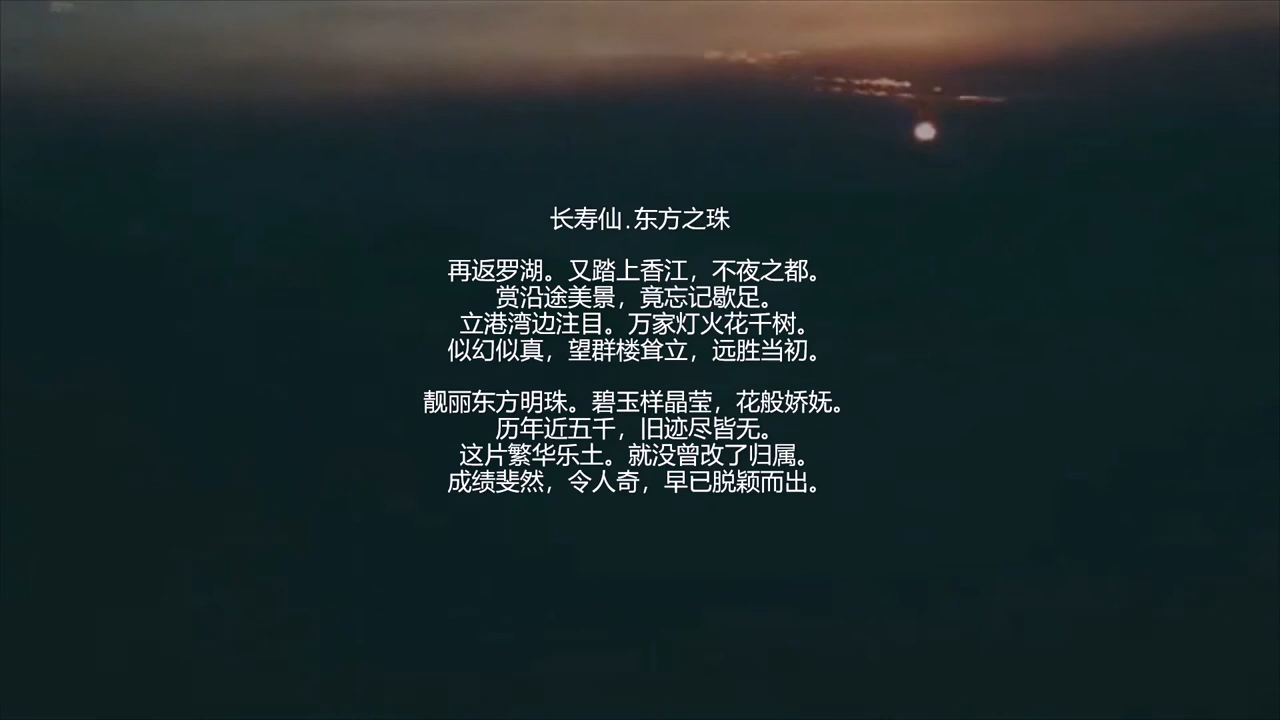 长寿仙.东方之珠
再返罗湖。又踏上香江，不夜之都。
赏沿途美景，竟忘记歇足。
立港湾边注目。万家灯火花千树。
似幻似真，望群楼耸立，远胜当初。
靓丽东方明珠。碧玉样晶莹，花般娇妩。
历年近五千，旧迹尽皆无。
这片繁华乐土。就没曾改了归属。
成绩斐然，令人奇，早已脱颖而出。